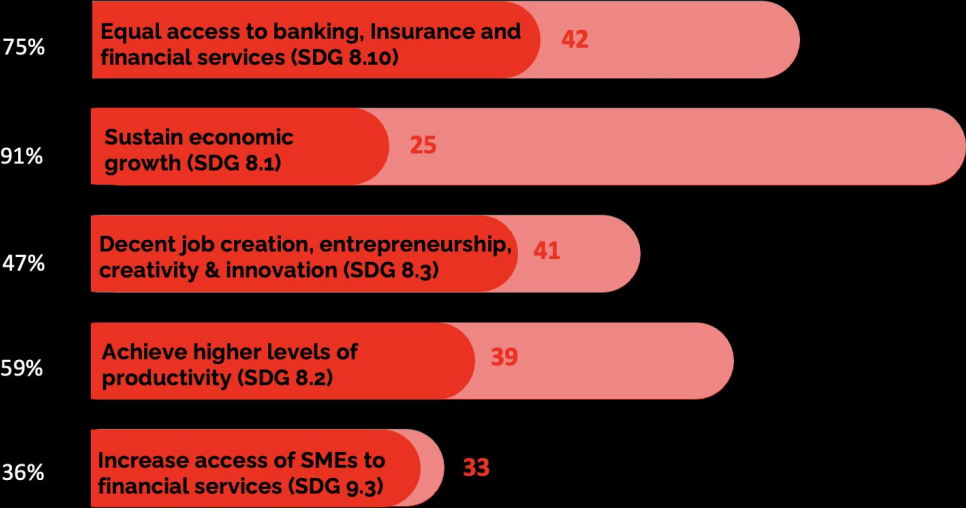 75%
Equal access to banking, Insurance and
financial services (SDG 8.10)
42
91%
Sustain economic
growth (SDG 8.1)
25
47%
Decent job creation, entrepreneurship,
creativity & innovation (SDG 8.3)
41
59%
Achieve higher levels of
productivity (SDG 8.2)
39
36%
Increase access of SMEs to
financial services (SDG 9.3)
33